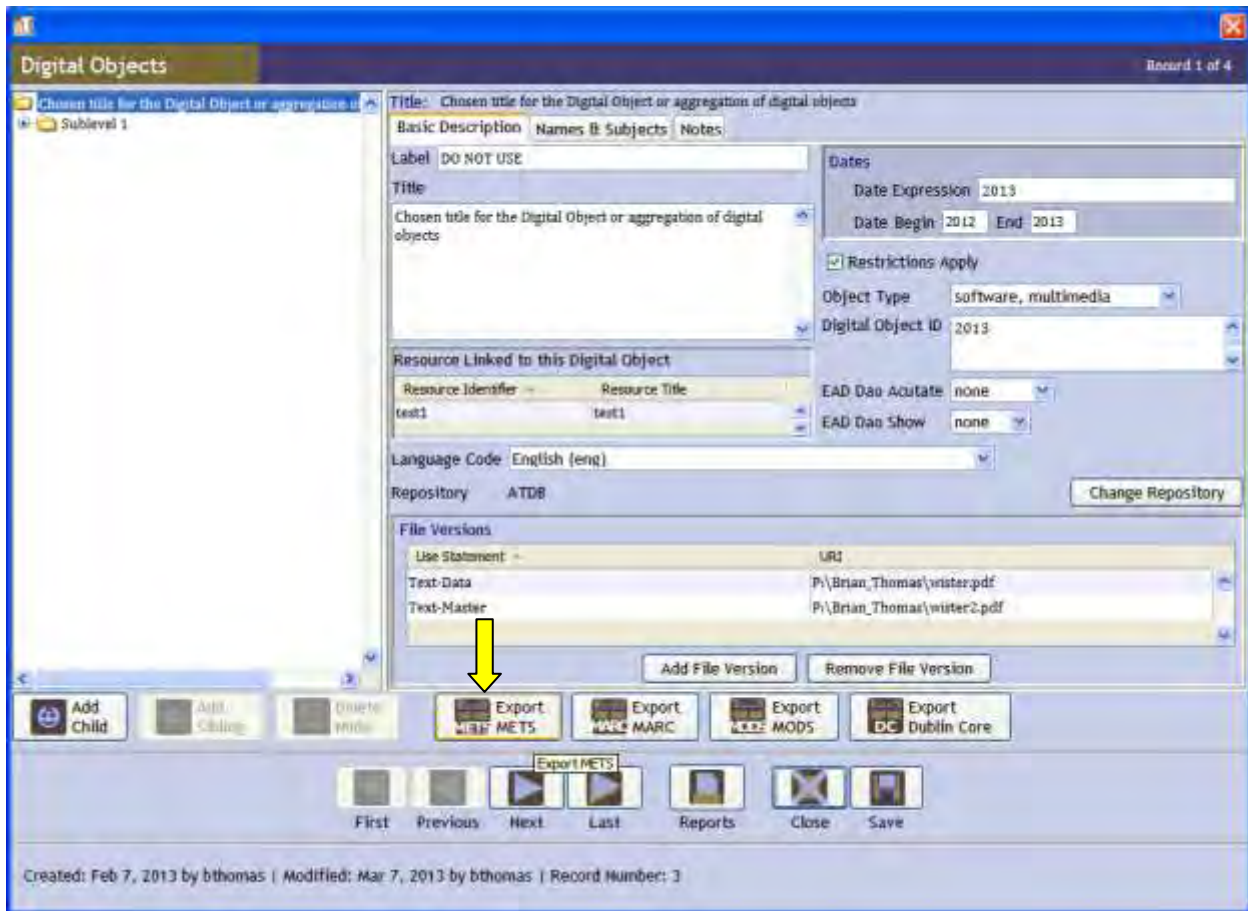 Digital Objects
Record 1 of 4
Chosen title for the Digital Object or aggregation of
Sublevel 1
Title: Chosen title for the Digital Object or aggregation of digital objects
Basic Description Names & Subjects Notes
Label DO NOT USE
Title
Chosen title for the Digital Object or aggregation of digital
objects
Dates
Date Expression 2013
Date Begin 2012 End 2013
Restrictions Apply
Object Type software, multimedia
Digital Object ID 2013
Resource Linked to this Digital Object
Resource Identifier Resource Title
test1 test1
EAD Dao Acutate none
EAD Dao Show none
Language Code English (eng)
Repository ATDB
Change Repository
File Versions
Use Statement URI
Text-Data P:\Brian_Thomas\wister.pdf
Text-Master P:\Brian_Thomas\wister2.pdf
Add File Version Remove File Version
Add
Child
Add
Sibling
Delete
Export
METS
Export
MARC
Export
MODS
DC
Export
Dublin Core
Export METS
First Previous Next Last Reports Close Save
Created: Feb 7, 2013 by bthomas | Modified: Mar 7, 2013 by bthomas | Record Number: 3